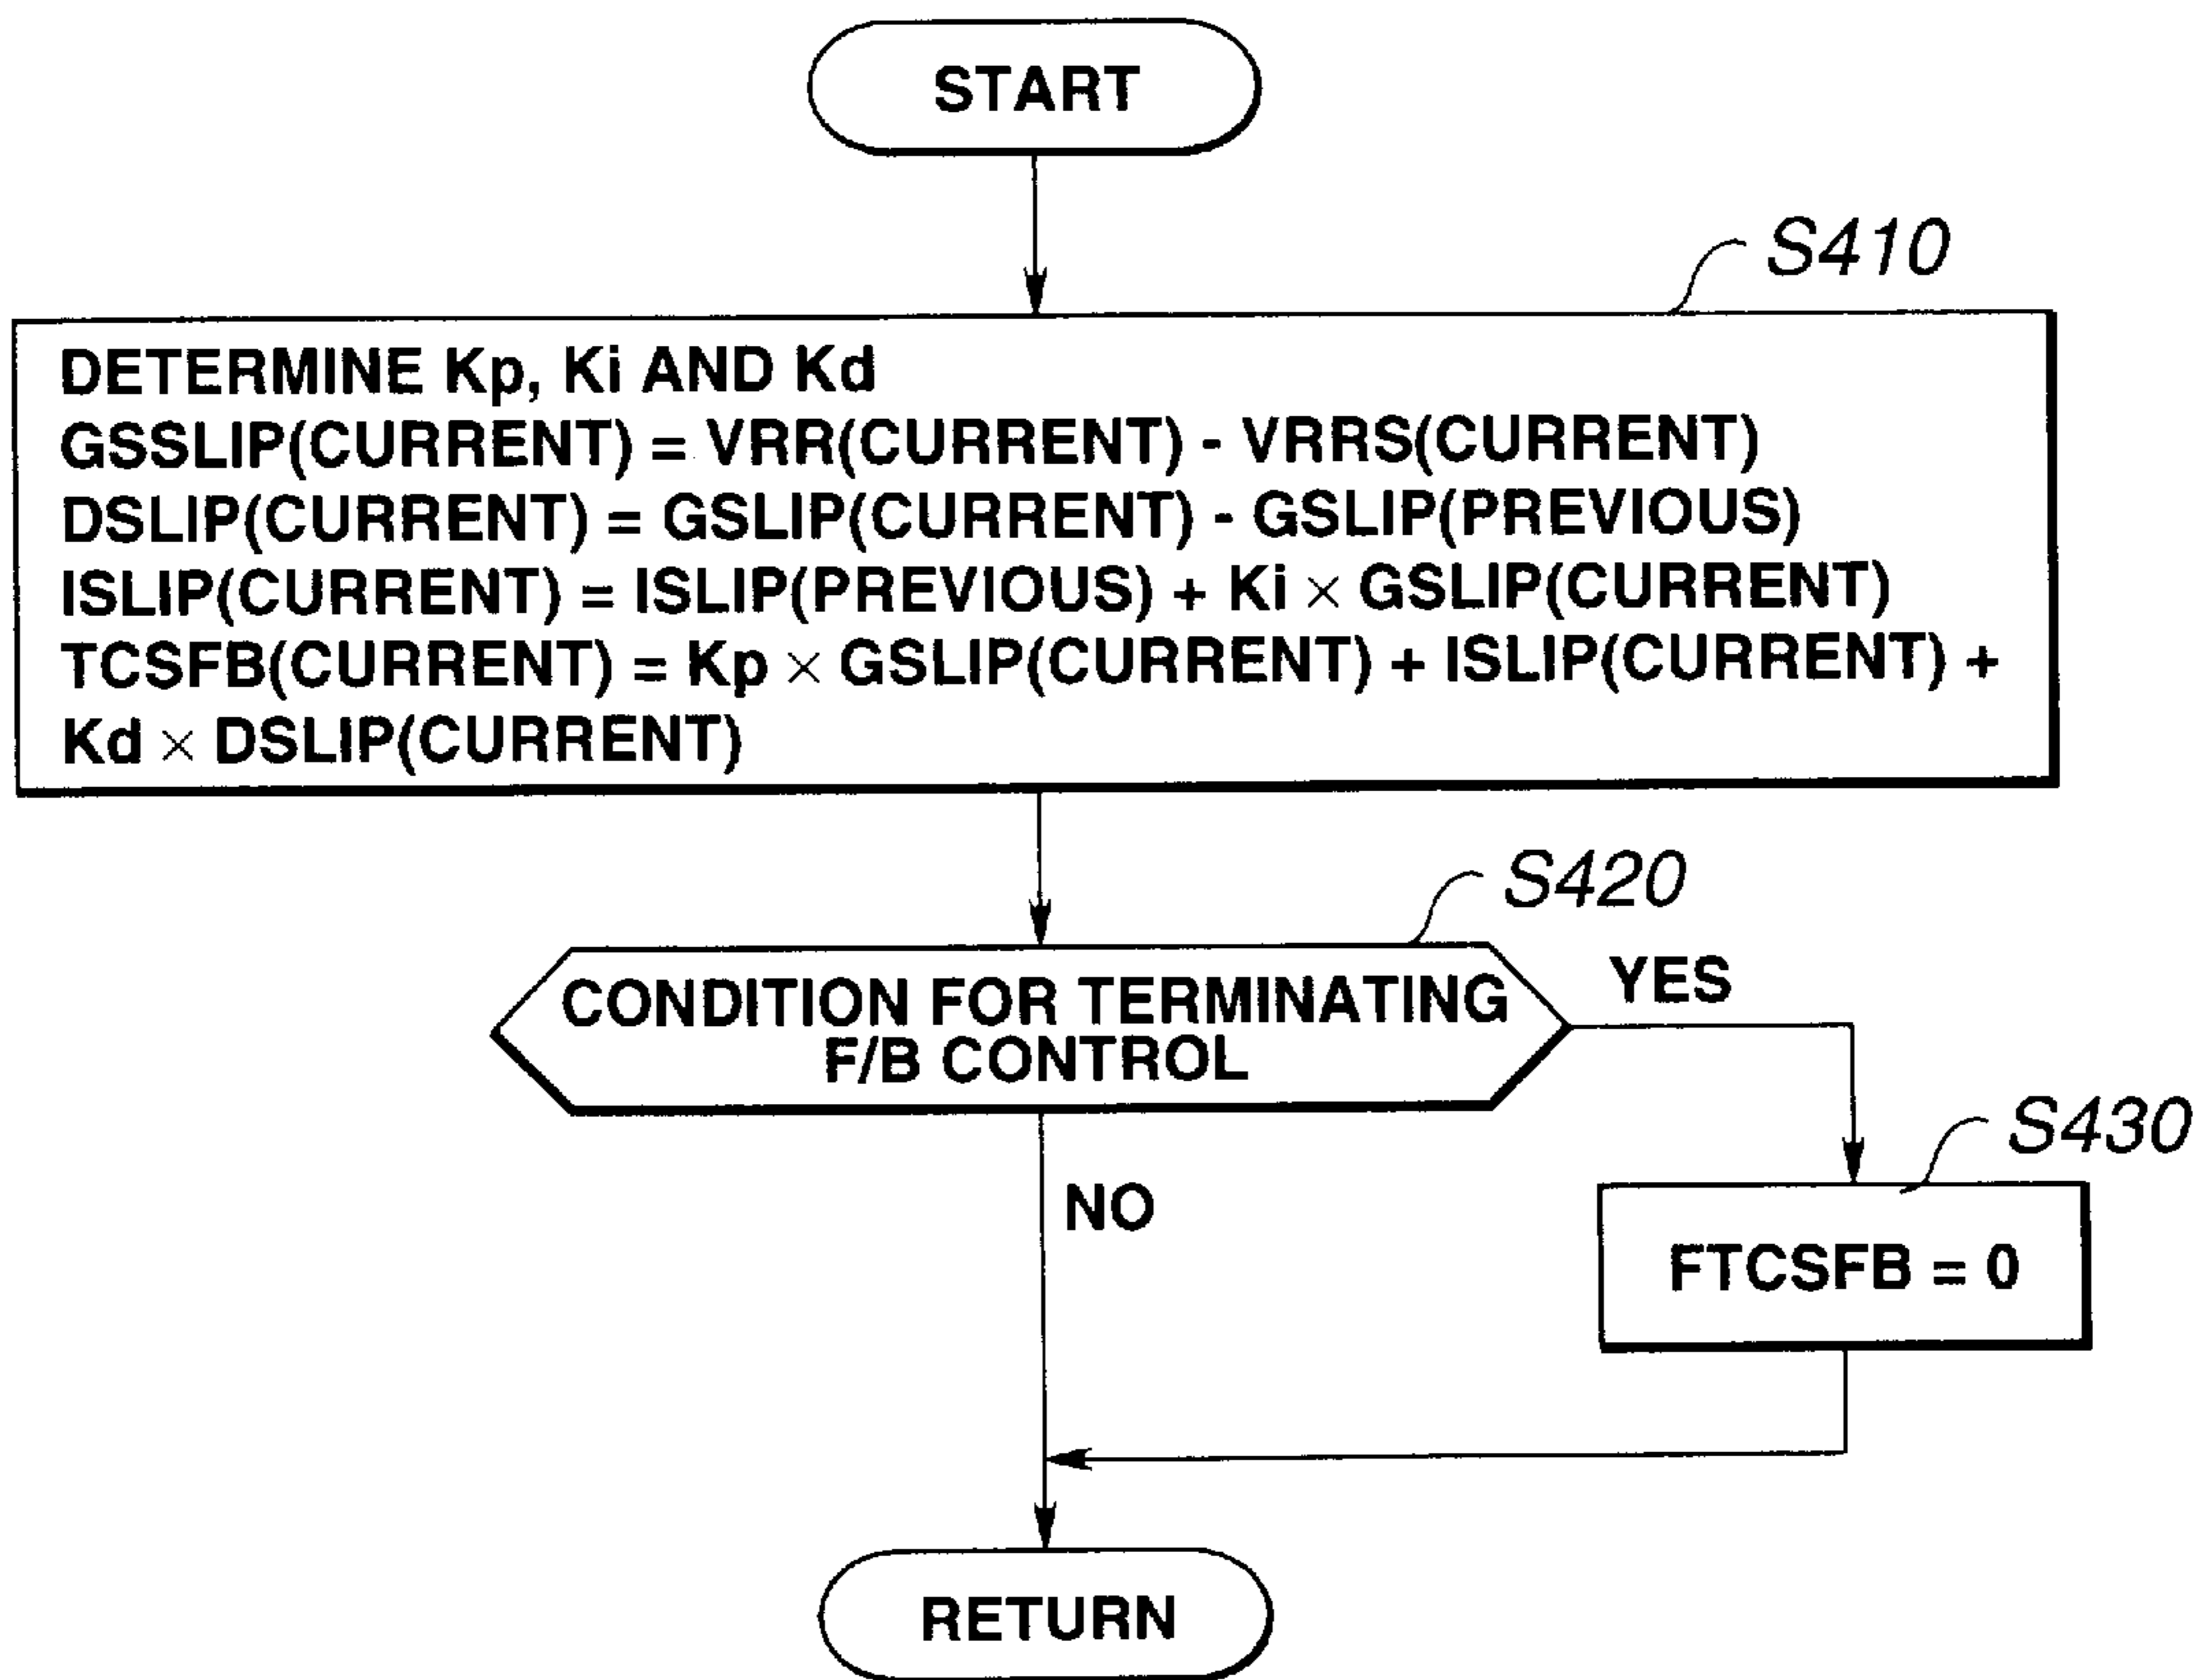 START
S410
DETERMINE Kp, Ki AND Kd
GSSLIP(CURRENT) = VRR(CURRENT) - VRRS(CURRENT)
DSLIP(CURRENT) = GSLIP(CURRENT) - GSLIP(PREVIOUS)
ISLIP(CURRENT) = ISLIP(PREVIOUS) + Ki × GSLIP(CURRENT)
TCSFB(CURRENT) = Kp × GSLIP(CURRENT) + ISLIP(CURRENT) +
Kd × DSLIP(CURRENT)
S420
CONDITION FOR TERMINATING
F/B CONTROL
YES
S430
NO
FTCSFB = 0
RETURN